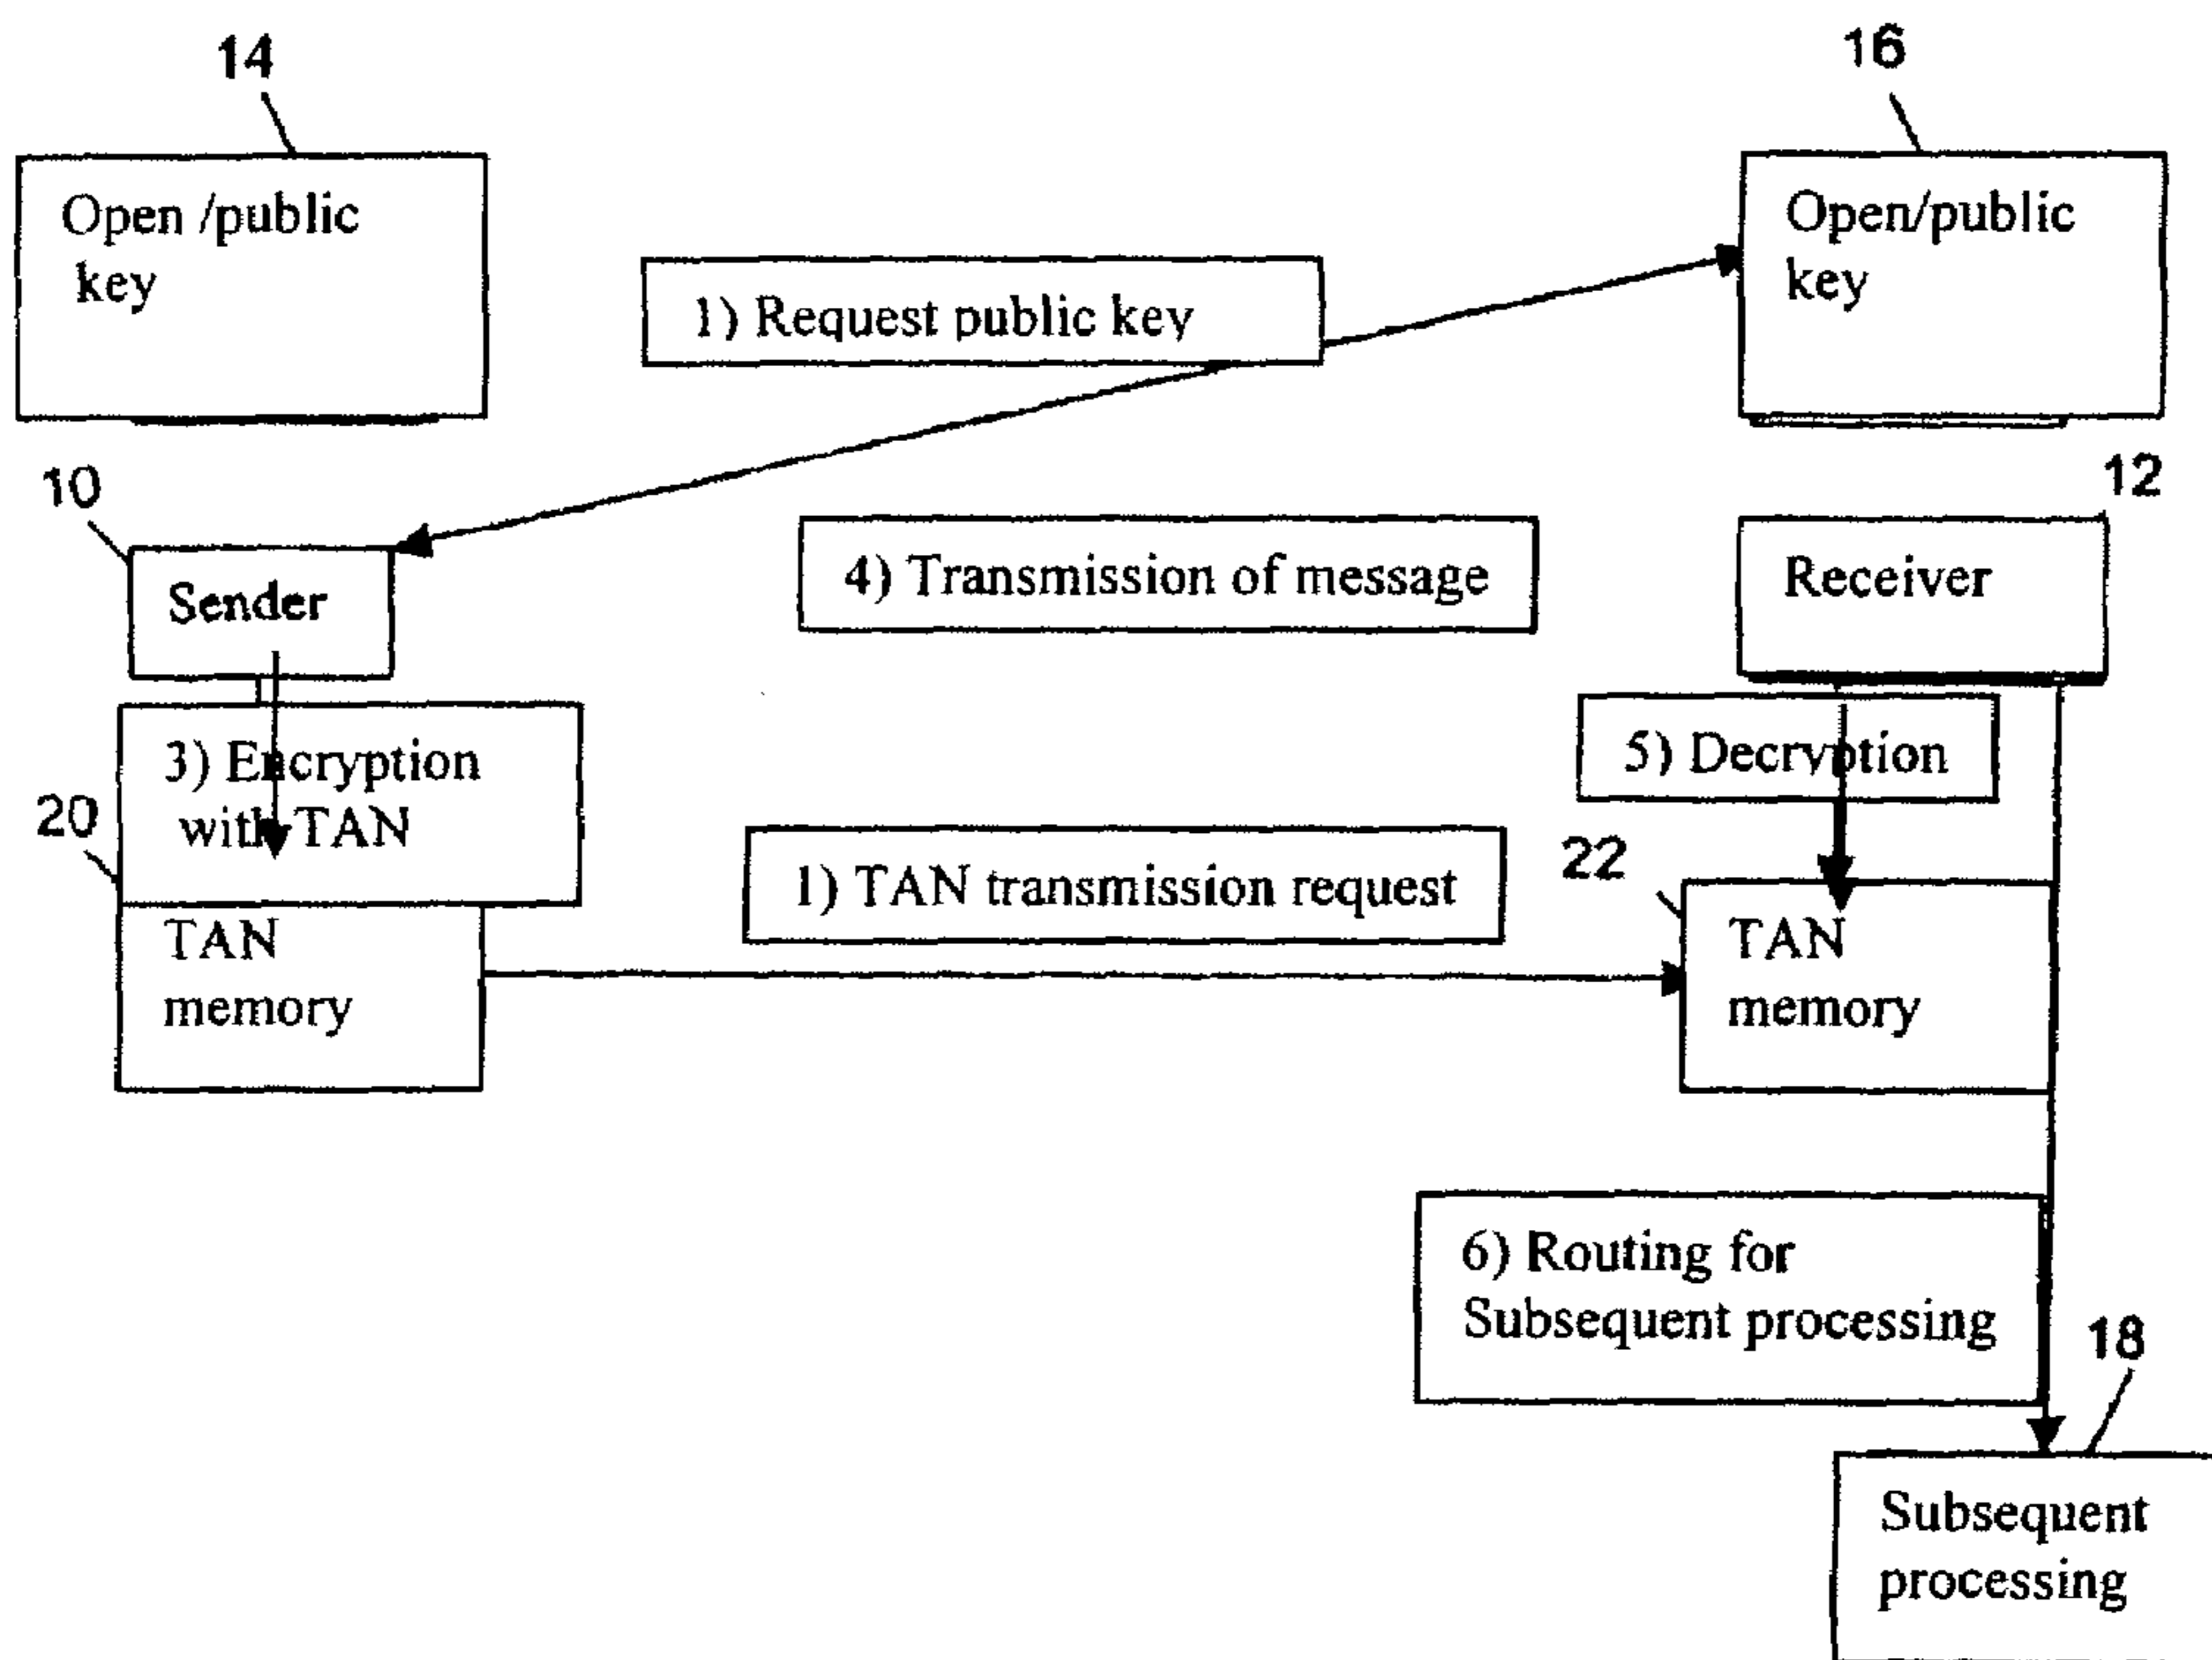 14
16
Open /public
key
Open/public
key
1) Request public key
10
12
Sender
4) Transmission of message
Receiver
3) Encryption
with TAN
5) Decryption
20
1) TAN transmission request
22
TAN
memory
TAN
memory
6) Routing for
Subsequent processing
18
Subsequent
processing